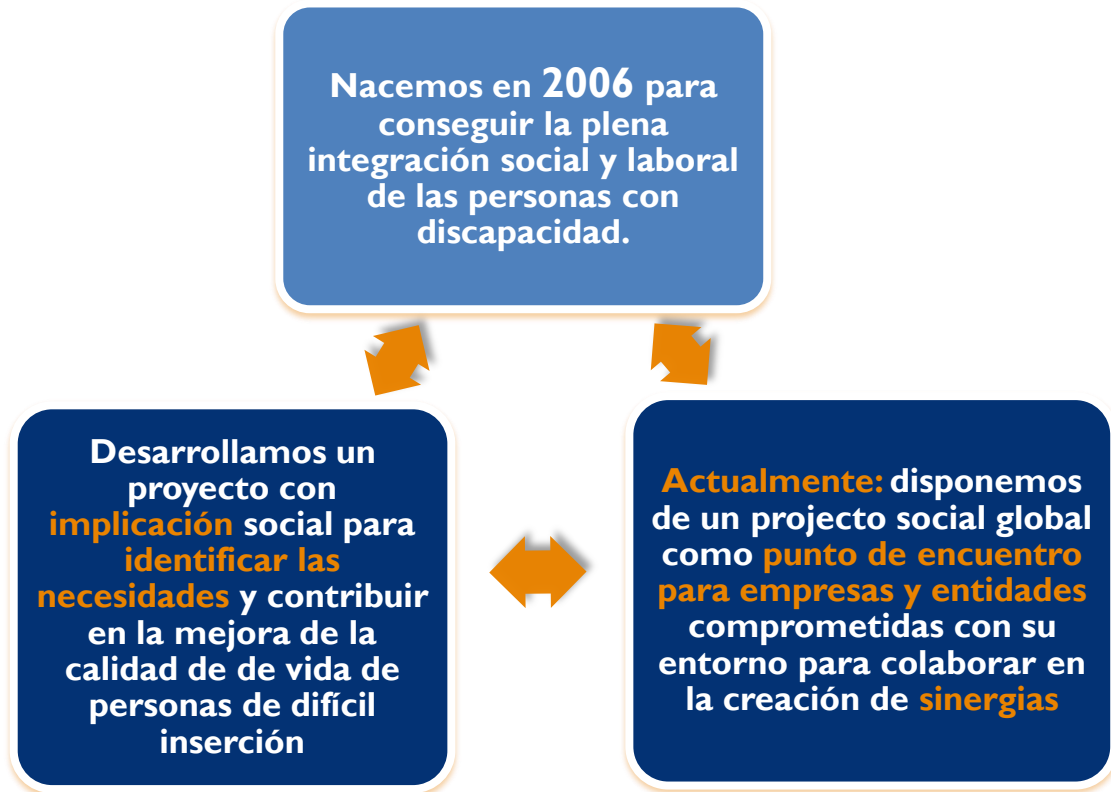 Nacemos en 2006 para
conseguir la plena
integración social y laboral
de las personas con
discapacidad.
Desarrollamos un
proyecto con
implicación social para
identificar las
necesidades y contribuir
en la mejora de la
calidad de de vida de
personas de difícil
inserción
Actualmente: disponemos
de un projecto social global
como punto de encuentro
para empresas y entidades
comprometidas con su
entorno para colaborar en
la creación de sinergias